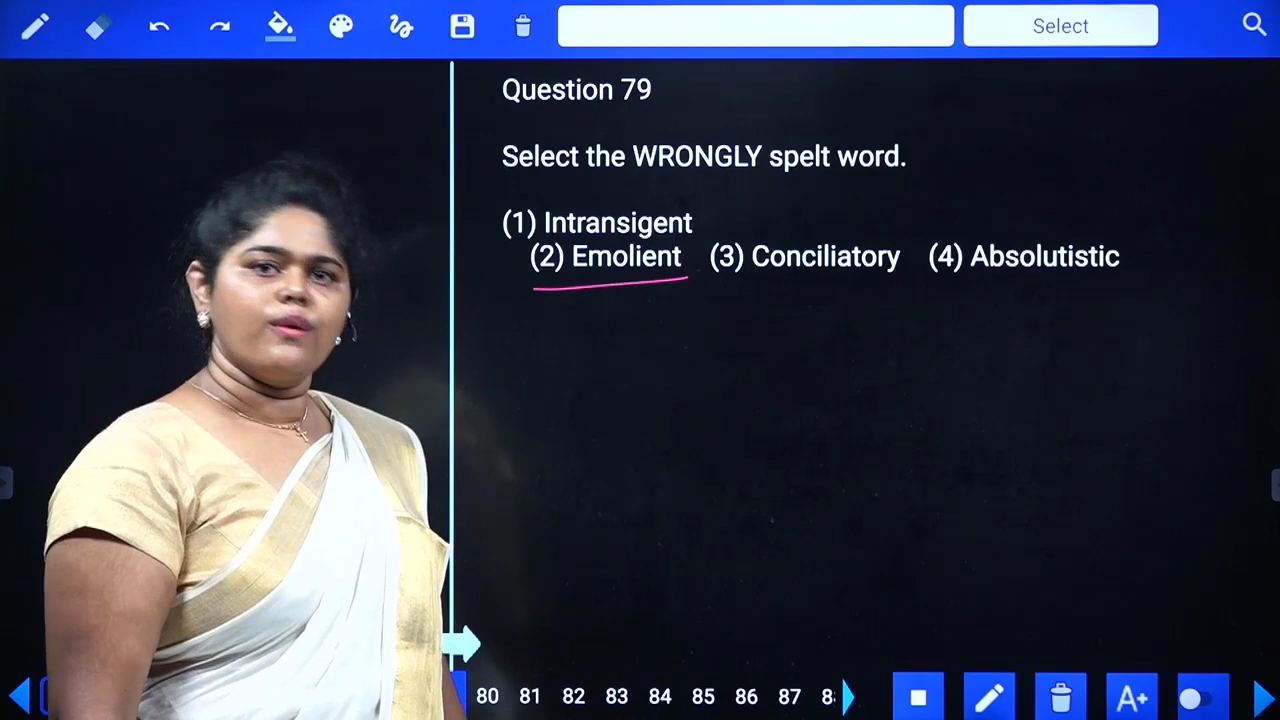 Select
Question 79
Select the WRONGLY spelt word.
(1) Intransigent
(2) Emolient (3) Conciliatory (4) Absolutistic
80 81 82 83 84 85 86 87
A+